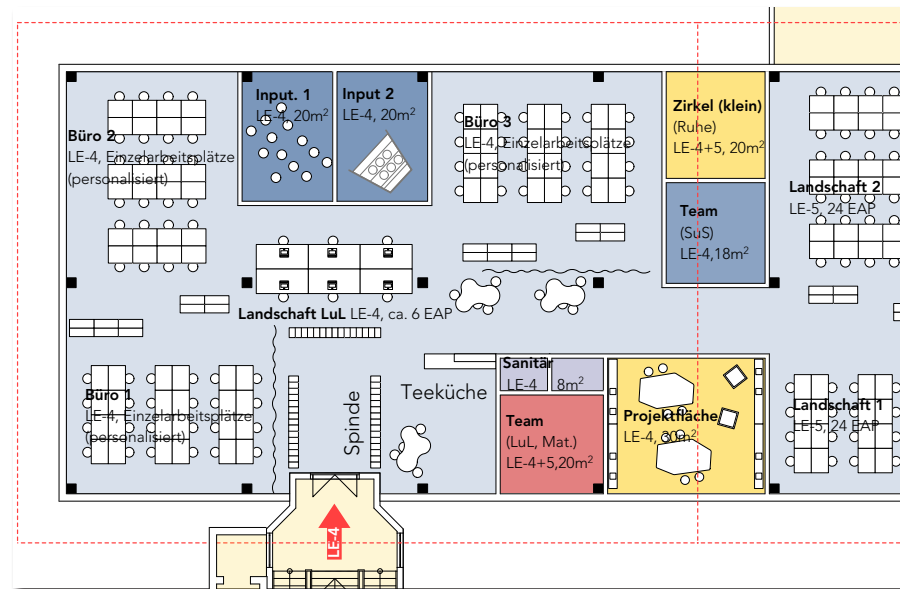 Büro 2
LE-4, Einzelarbeitsplätze
(personalisiert)
Input. 1
LE-4, 20m²
Input 2
LE-4, 20m²
Büro 3
LE-4, Einzelarbeitsplätze
(personalisiert)
Zirkel (klein)
(Ruhe)
LE-4+5, 20m²
Team
(SuS)
LE-4,18m²
Landschaft 2
LE-5, 24 EAP
Landschaft LuL LE-4, ca. 6 EAP
Büro 1
LE-4, Einzelarbeitsplätze
(personalisiert)
Spinde
Teeküche
Sanitär
LE-4 8m²
Team
(LuL, Mat.)
LE-4+5,20m²
Projektfläche
LE-4, 30m²
Landschaft 1
LE-5, 24 EAP
LE-4